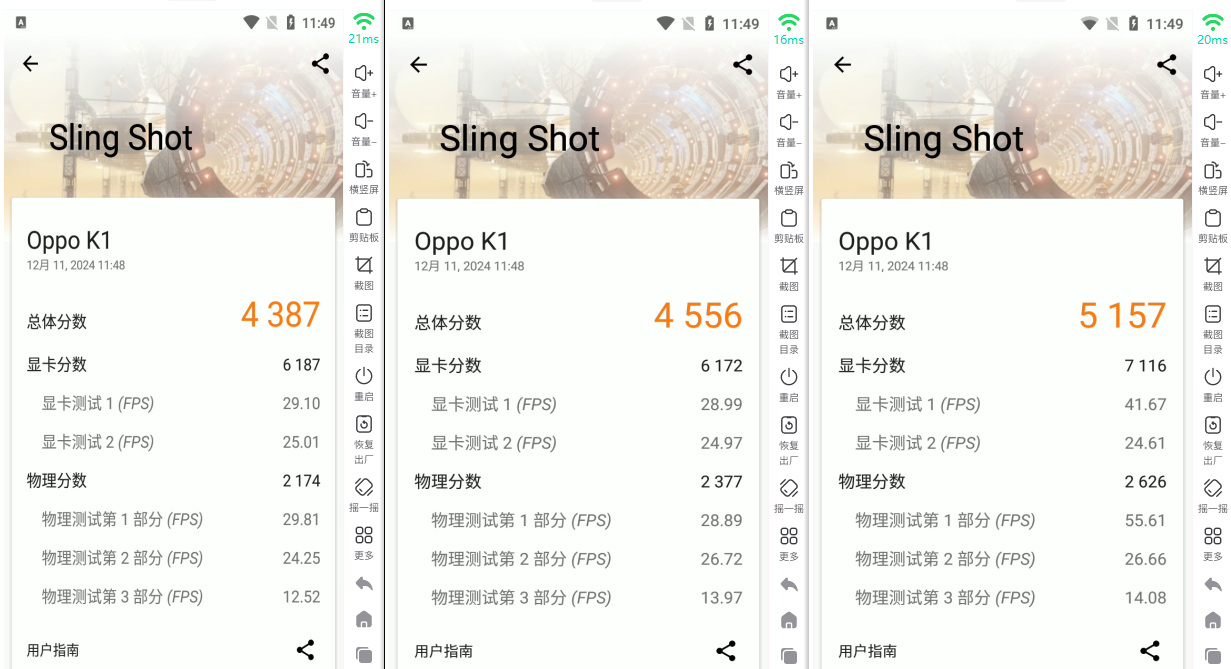 11:49
21ms
Sling Shot
Oppo K1
12月 11, 2024 11:48
总体分数 4 387
显卡分数 6 187
显卡测试 1 (FPS) 29.10
显卡测试 2 (FPS) 25.01
物理分数 2 174
物理测试第 1 部分 (FPS) 29.81
物理测试第 2 部分 (FPS) 24.25
物理测试第 3 部分 (FPS) 12.52
用户指南
音量+
音量-
横竖屏
剪贴板
截图
截图
目录
重启
恢复
出厂
摇一摇
更多
11:49
16ms
Sling Shot
Oppo K1
12月 11, 2024 11:48
总体分数 4 556
显卡分数 6 172
显卡测试 1 (FPS) 28.99
显卡测试 2 (FPS) 24.97
物理分数 2 377
物理测试第 1 部分 (FPS) 28.89
物理测试第 2 部分 (FPS) 26.72
物理测试第 3 部分 (FPS) 13.97
用户指南
音量+
音量-
横竖屏
剪贴板
截图
截图
目录
重启
恢复
出厂
摇一摇
更多
11:49
20ms
Sling Shot
Oppo K1
12月 11, 2024 11:48
总体分数 5 157
显卡分数 7 116
显卡测试 1 (FPS) 41.67
显卡测试 2 (FPS) 24.61
物理分数 2 626
物理测试第 1 部分 (FPS) 55.61
物理测试第 2 部分 (FPS) 26.66
物理测试第 3 部分 (FPS) 14.08
用户指南
音量+
音量-
横竖屏
剪贴板
截图
截图
目录
重启
恢复
出厂
摇一摇
更多